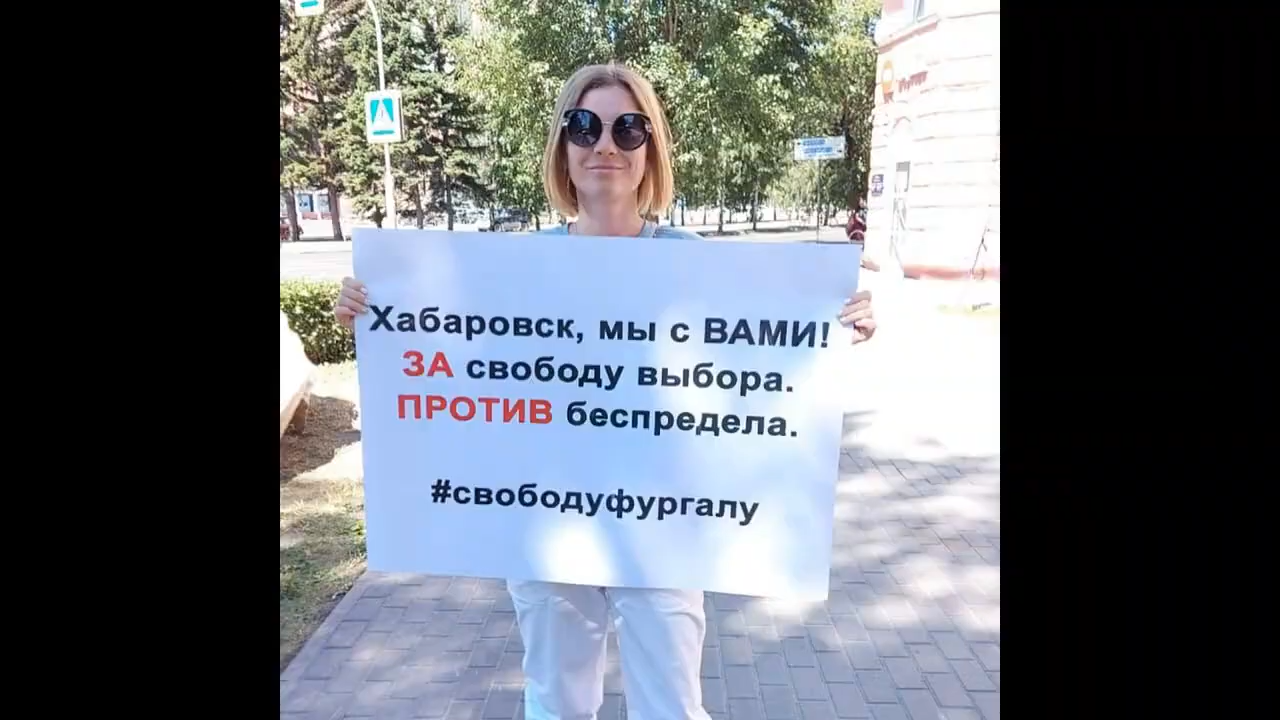 Хабаровск, мы с ВАМИ!
ЗА свободу выбора.
ПРОТИВ беспредела.
#свободуфургалу